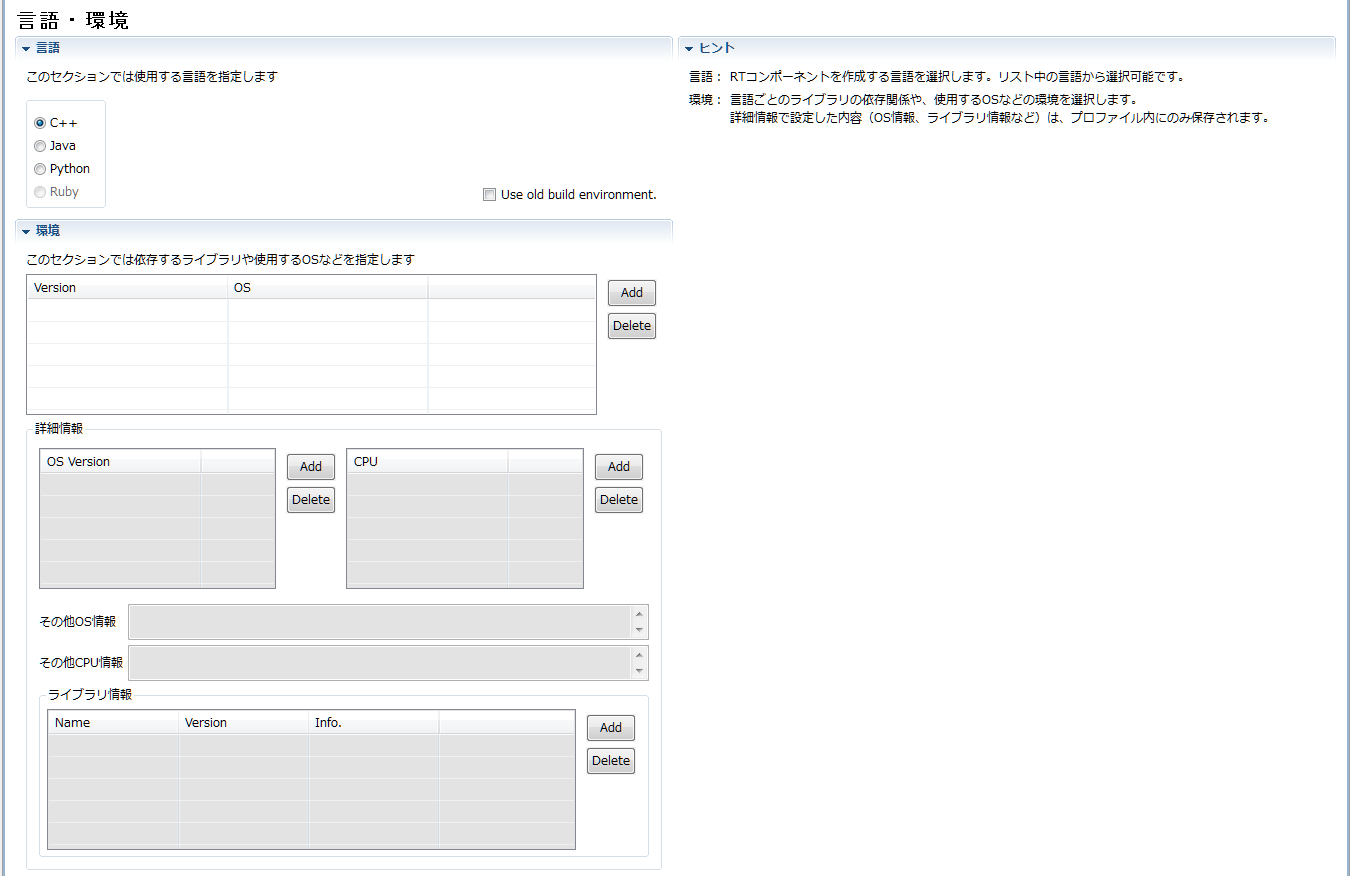 言語・環境
言語
このセクションでは使用する言語を指定します
C++
Java
Python
Ruby
Use old build environment.
環境
このセクションでは依存するライブラリや使用するOSなどを指定します
Version OS
Add
Delete
詳細情報
OS Version
Add
Delete
CPU
Add
Delete
その他OS情報
その他CPU情報
ライブラリ情報
Name Version Info.
Add
Delete
ヒント
言語： RTコンポーネントを作成する言語を選択します。リスト中の言語から選択可能です。
環境： 言語ごとのライブラリの依存関係や、使用するOSなどの環境を選択します。
詳細情報で設定した内容（OS情報、ライブラリ情報など）は、プロファイル内にのみ保存されます。